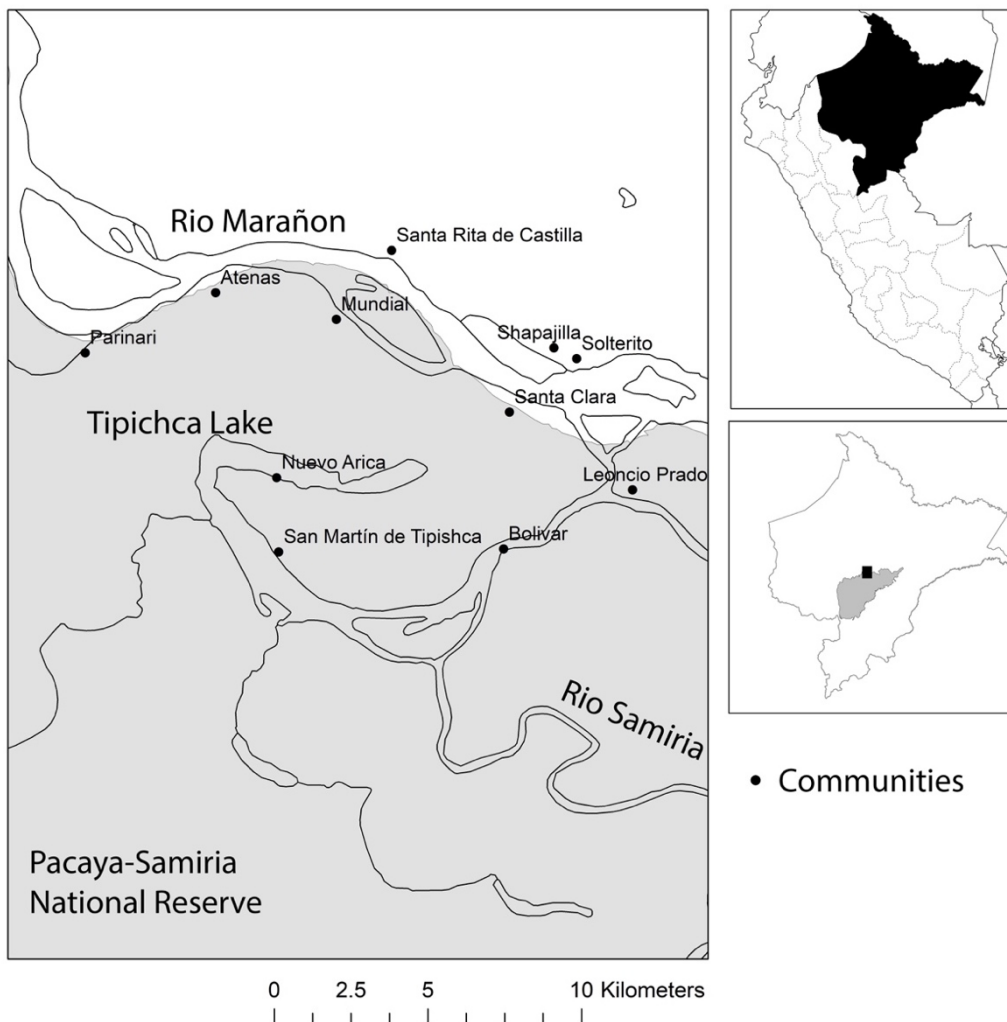 Rio Marañon
Santa Rita de Castilla
Atenas
Mundial
Parinari
Shapajilla
Solterito
Santa Clara
Tipichca Lake
Nuevo Arica
Leoncio Prado
San Martín de Tipishca
Bolivar
Rio Samiria
Pacaya-Samiria
National Reserve
Communities
0 2.5 5 10 Kilometers